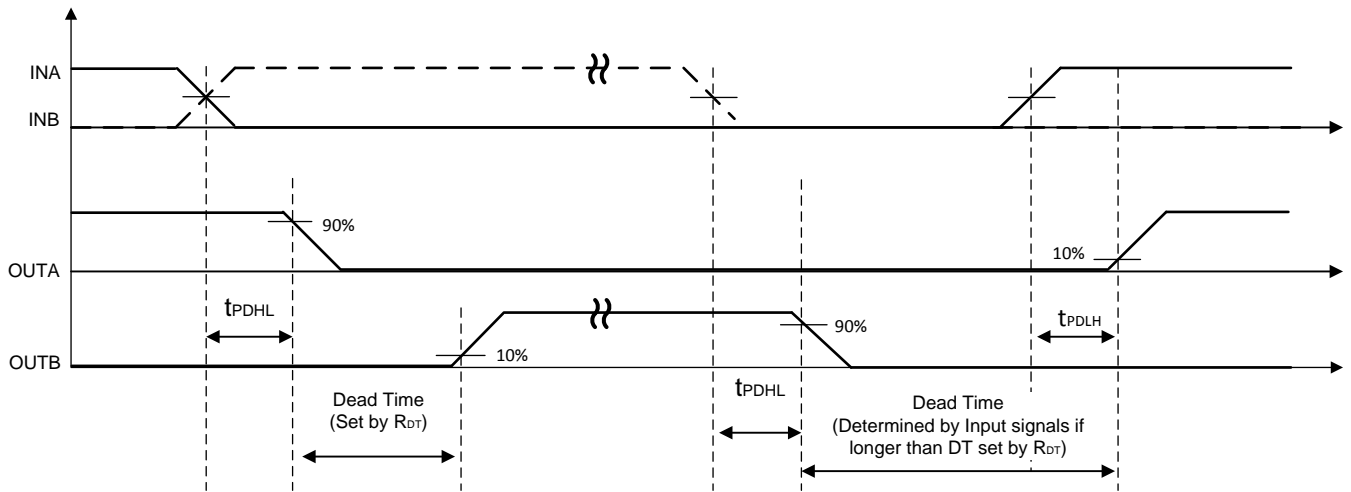 INA
INB
90%
10%
OUTA
tPDHL
tPDLH
90%
10%
OUTB
Dead Time
(Set by RDT)
tPDHL
Dead Time
(Determined by Input signals if
longer than DT set by RDT)